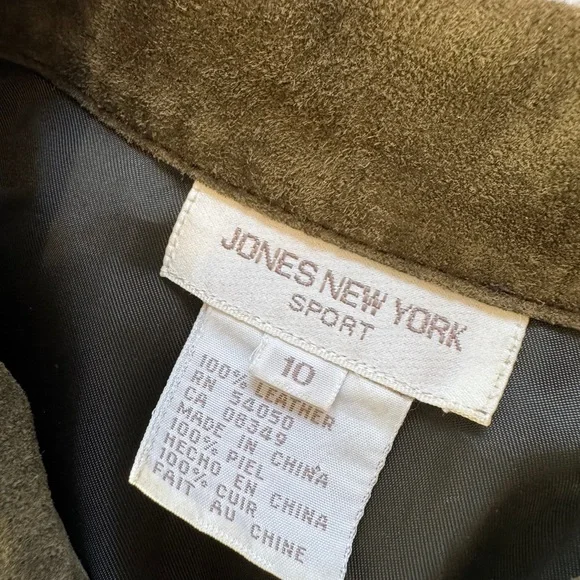 JONES NEW YORK
SPORT
10
100% LEATHER
RN 54050
CA 08349
MADE IN CHINA
100% PIEL
HECHO EN CHINA
100% CUIR
FAIT AU CHINE